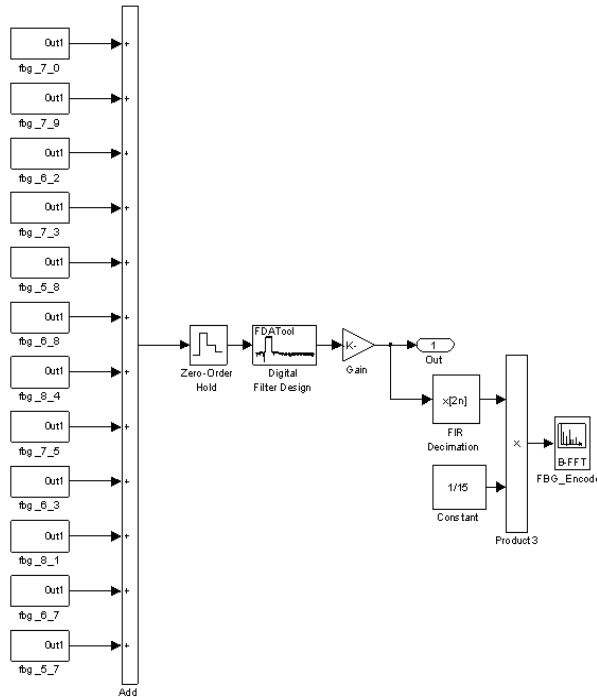 Out1 +
fbg_7_0
Out1 +
fbg_7_9
Out1 +
fbg_6_2
Out1 +
fbg_7_3
Out1 +
fbg_5_8
Out1 +
fbg_6_8
Out1 +
fbg_8_4
Out1 +
fbg_7_5
Out1 +
fbg_6_3
Out1 +
fbg_8_1
Out1 +
fbg_6_7
Out1 +
fbg_5_7
Add
Zero-Order
Hold
FDATool
Digital
Filter Design
-K-
Gain
1
Out
x[2n]
FIR
Decimation
1/15
Constant
x
Product3
B-FFT
FBG_Encode